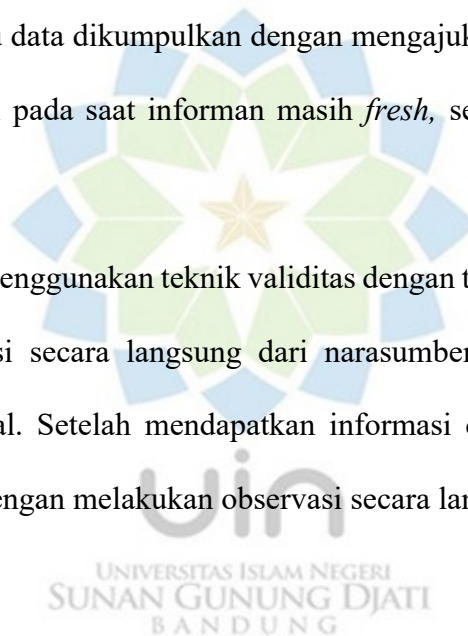 data dikumpulkan dengan mengajuk
pada saat informan masih fresh, se
enggunakan teknik validitas dengan t
si secara langsung dari narasumber
al. Setelah mendapatkan informasi
engan melakukan observasi secara lan
uin
UNIVERSITAS ISLAM NEGERI
SUNAN GUNUNG DJATI
BANDUNG